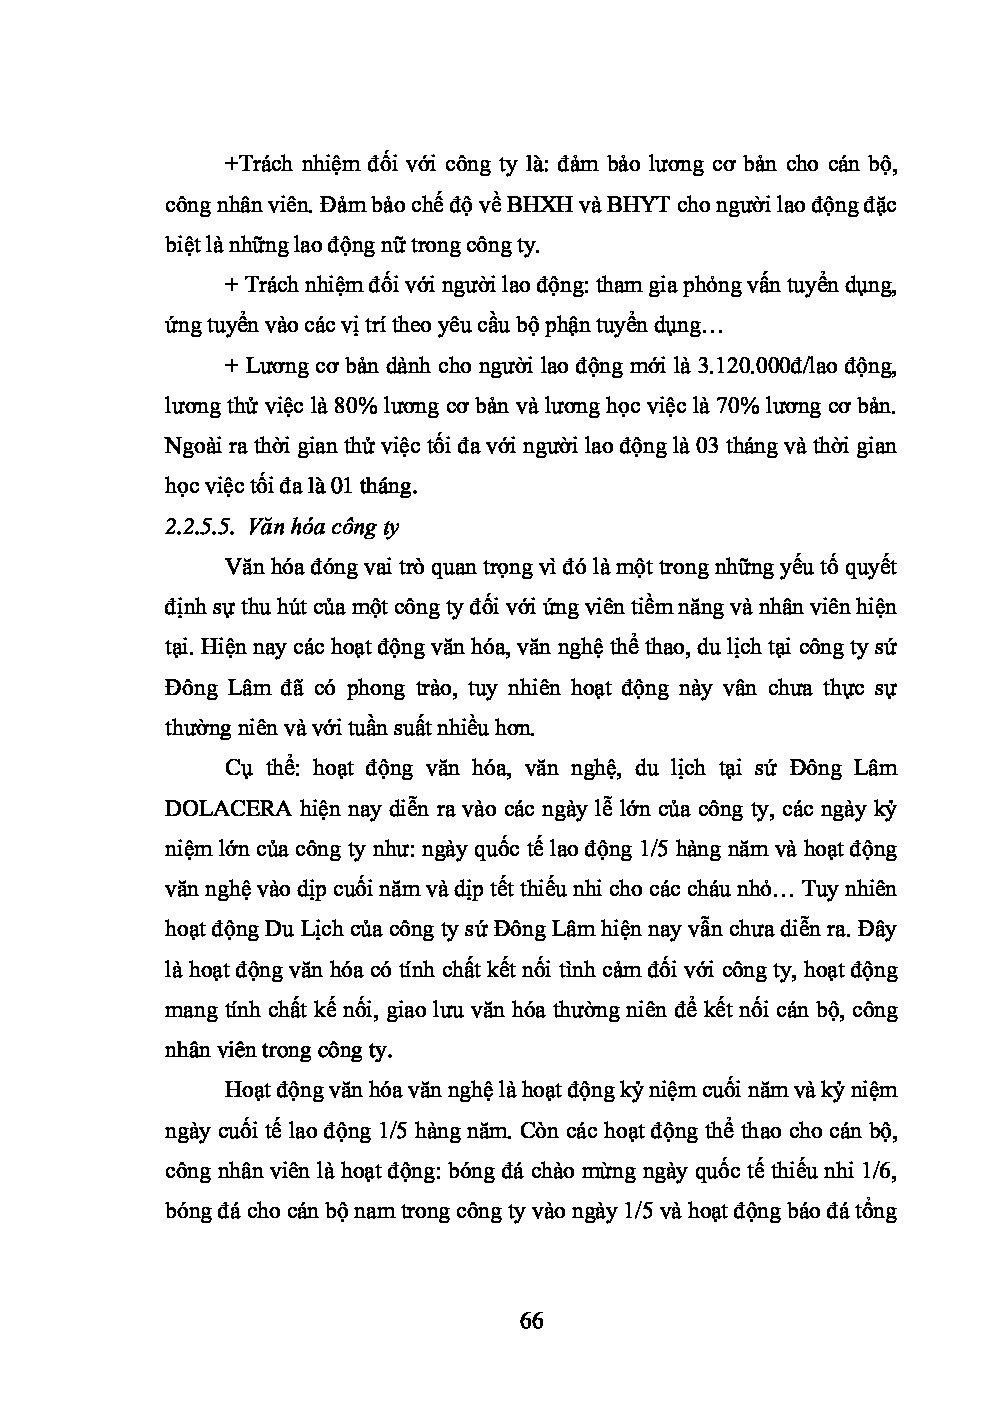 +Trách nhiệm đối với công ty là: đảm bảo lương cơ bản cho cán bộ,
công nhân viên. Đảm bảo chế độ về BHXH và BHYT cho người lao động đặc
biệt là những lao động nữ trong công ty.
+ Trách nhiệm đối với người lao động: tham gia phỏng vấn tuyển dụng,
ứng tuyển vào các vị trí theo yêu cầu bộ phận tuyển dụng…
+ Lương cơ bản dành cho người lao động mới là 3.120.000đ/lao động,
lương thử việc là 80% lương cơ bản và lương học việc là 70% lương cơ bản.
Ngoài ra thời gian thử việc tối đa với người lao động là 03 tháng và thời gian
học việc tối đa là 01 tháng.
2.2.5.5. Văn hóa công ty
Văn hóa đóng vai trò quan trọng vì đó là một trong những yếu tố quyết
định sự thu hút của một công ty đối với ứng viên tiềm năng và nhân viên hiện
tại. Hiện nay các hoạt động văn hóa, văn nghệ thể thao, du lịch tại công ty sứ
Đông Lâm đã có phong trào, tuy nhiên hoạt động này vân chưa thực sự
thường niên và với tuần suất nhiều hơn.
Cụ thể: hoạt động văn hóa, văn nghệ, du lịch tại sứ Đông Lâm
DOLACERA hiện nay diễn ra vào các ngày lễ lớn của công ty, các ngày kỷ
niệm lớn của công ty như: ngày quốc tế lao động 1/5 hàng năm và hoạt động
văn nghệ vào dịp cuối năm và dịp tết thiếu nhi cho các cháu nhỏ… Tuy nhiên
hoạt động Du Lịch của công ty sứ Đông Lâm hiện nay vẫn chưa diễn ra. Đây
là hoạt động văn hóa có tính chất kết nối tình cảm đối với công ty, hoạt động
mang tính chất kế nối, giao lưu văn hóa thường niên để kết nối cán bộ, công
nhân viên trong công ty.
Hoạt động văn hóa văn nghệ là hoạt động kỷ niệm cuối năm và kỷ niệm
ngày cuối tế lao động 1/5 hàng năm. Còn các hoạt động thể thao cho cán bộ,
công nhân viên là hoạt động: bóng đá chào mừng ngày quốc tế thiếu nhi 1/6,
bóng đá cho cán bộ nam trong công ty vào ngày 1/5 và hoạt động báo đá tổng
66